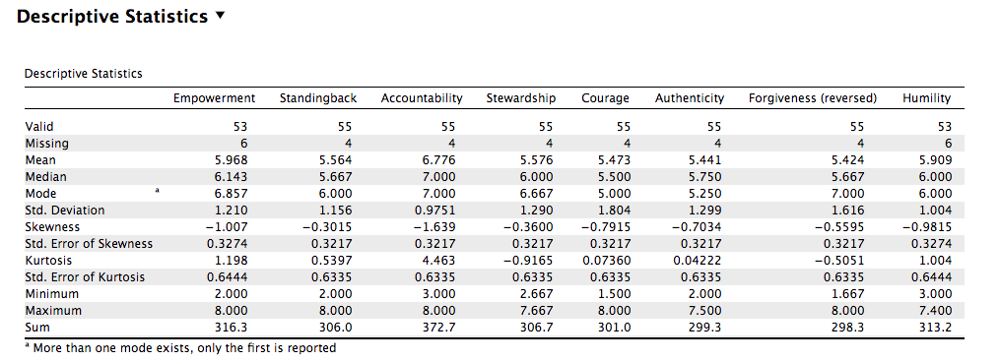 Descriptive Statistics ▼
Descriptive Statistics
Empowerment Standingback Accountability Stewardship Courage Authenticity Forgiveness (reversed) Humility
Valid 53 55 55 55 55 55 55 53
Missing 6 4 4 4 4 4 4 6
Mean 5.968 5.564 6.776 5.576 5.473 5.441 5.424 5.909
Median 6.143 5.667 7.000 6.000 5.500 5.750 5.667 6.000
Mode ᵃ 6.857 6.000 7.000 6.667 5.000 5.250 7.000 6.000
Std. Deviation 1.210 1.156 0.9751 1.290 1.804 1.299 1.616 1.004
Skewness −1.007 −0.3015 −1.639 −0.3600 −0.7915 −0.7034 −0.5595 −0.9815
Std. Error of Skewness 0.3274 0.3217 0.3217 0.3217 0.3217 0.3217 0.3217 0.3274
Kurtosis 1.198 0.5397 4.463 −0.9165 0.07360 0.04222 −0.5051 1.004
Std. Error of Kurtosis 0.6444 0.6335 0.6335 0.6335 0.6335 0.6335 0.6335 0.6444
Minimum 2.000 2.000 3.000 2.667 1.500 2.000 1.667 3.000
Maximum 8.000 8.000 8.000 7.667 8.000 7.500 8.000 7.400
Sum 316.3 306.0 372.7 306.7 301.0 299.3 298.3 313.2
ᵃ More than one mode exists, only the first is reported